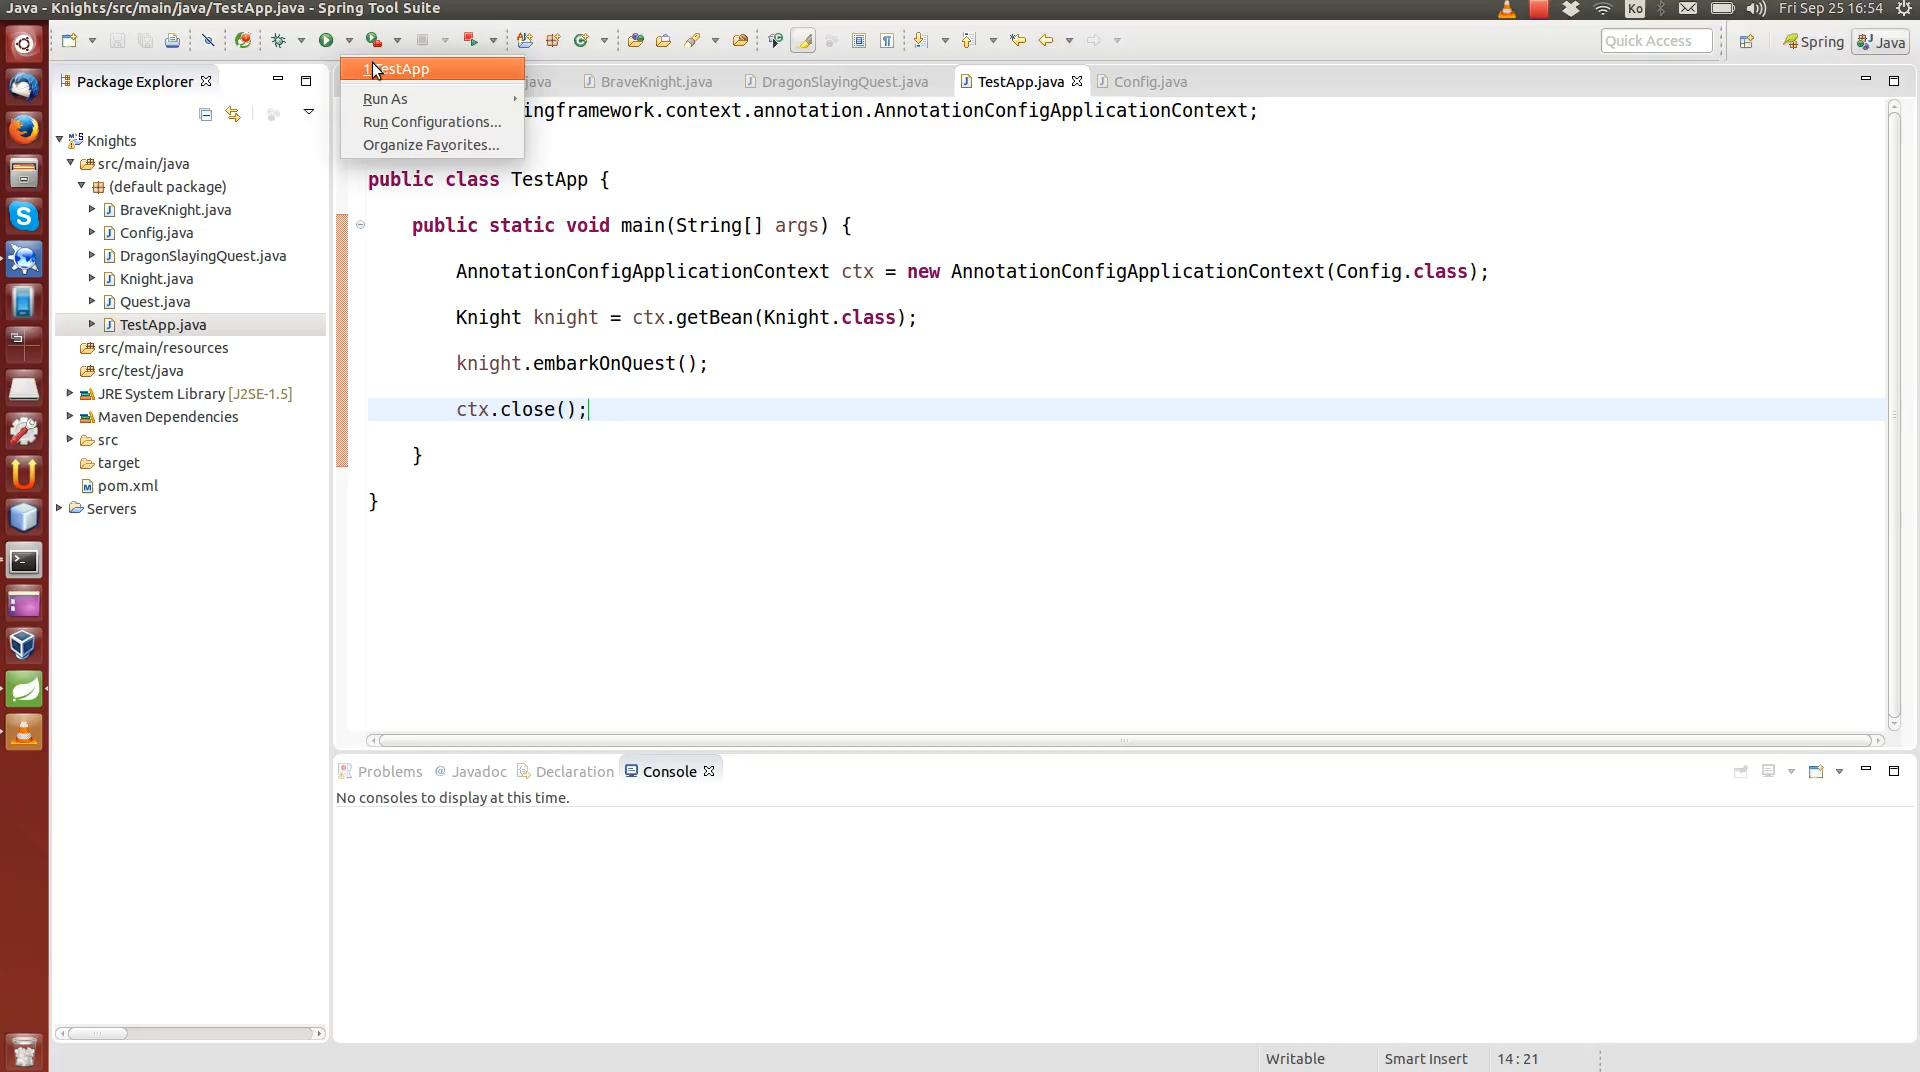 Java - Knights/src/main/java/TestApp.java - Spring Tool Suite
Ko
Fri Sep 25 16:54
Quick Access
Spring
Java
Package Explorer
Knights
src/main/java
(default package)
BraveKnight.java
Config.java
DragonSlayingQuest.java
Knight.java
Quest.java
TestApp.java
src/main/resources
src/test/java
JRE System Library [J2SE-1.5]
Maven Dependencies
src
target
pom.xml
Servers
1 TestApp
Run As
Run Configurations...
Organize Favorites...
ava
BraveKnight.java
DragonSlayingQuest.java
TestApp.java
Config.java
ingframework.context.annotation.AnnotationConfigApplicationContext;
public class TestApp {
public static void main(String[] args) {
AnnotationConfigApplicationContext ctx = new AnnotationConfigApplicationContext(Config.class);
Knight knight = ctx.getBean(Knight.class);
knight.embarkOnQuest();
ctx.close();
}
}
Problems
@ Javadoc
Declaration
Console
No consoles to display at this time.
Writable
Smart Insert
14 : 21